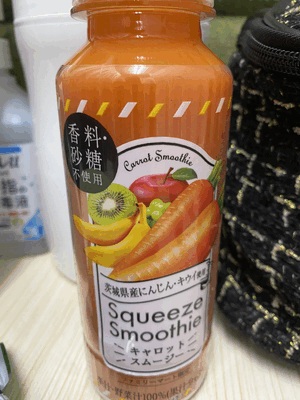 香料・
砂糖
不使用
Carrot Smoothie
茨城県産にんじん・キウイ使用
Squeeze
Smoothie
キャロット
スムージー